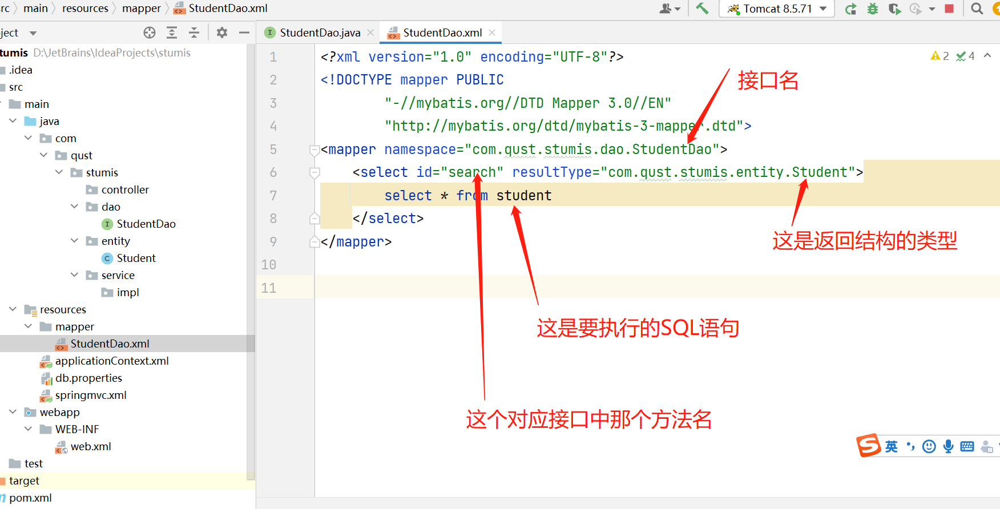 rc main resources mapper StudentDao.xml
Tomcat 8.5.71
ject
StudentDao.java StudentDao.xml
tumis D:\JetBrains\IdeaProjects\stumis
.idea
src
main
java
com
qust
stumis
controller
dao
StudentDao
entity
Student
service
impl
resources
mapper
StudentDao.xml
applicationContext.xml
db.properties
springmvc.xml
webapp
WEB-INF
web.xml
test
target
pom.xml
2 4
1 <?xml version="1.0" encoding="UTF-8"?>
2 <!DOCTYPE mapper PUBLIC
3 "-//mybatis.org//DTD Mapper 3.0//EN"
4 "http://mybatis.org/dtd/mybatis-3-mapper.dtd">
5 <mapper namespace="com.qust.stumis.dao.StudentDao">
6 <select id="search" resultType="com.qust.stumis.entity.Student">
7 select * from student
8 </select>
9 </mapper>
10
11
接口名
这是返回结构的类型
这是要执行的SQL语句
这个对应接口中那个方法名
英